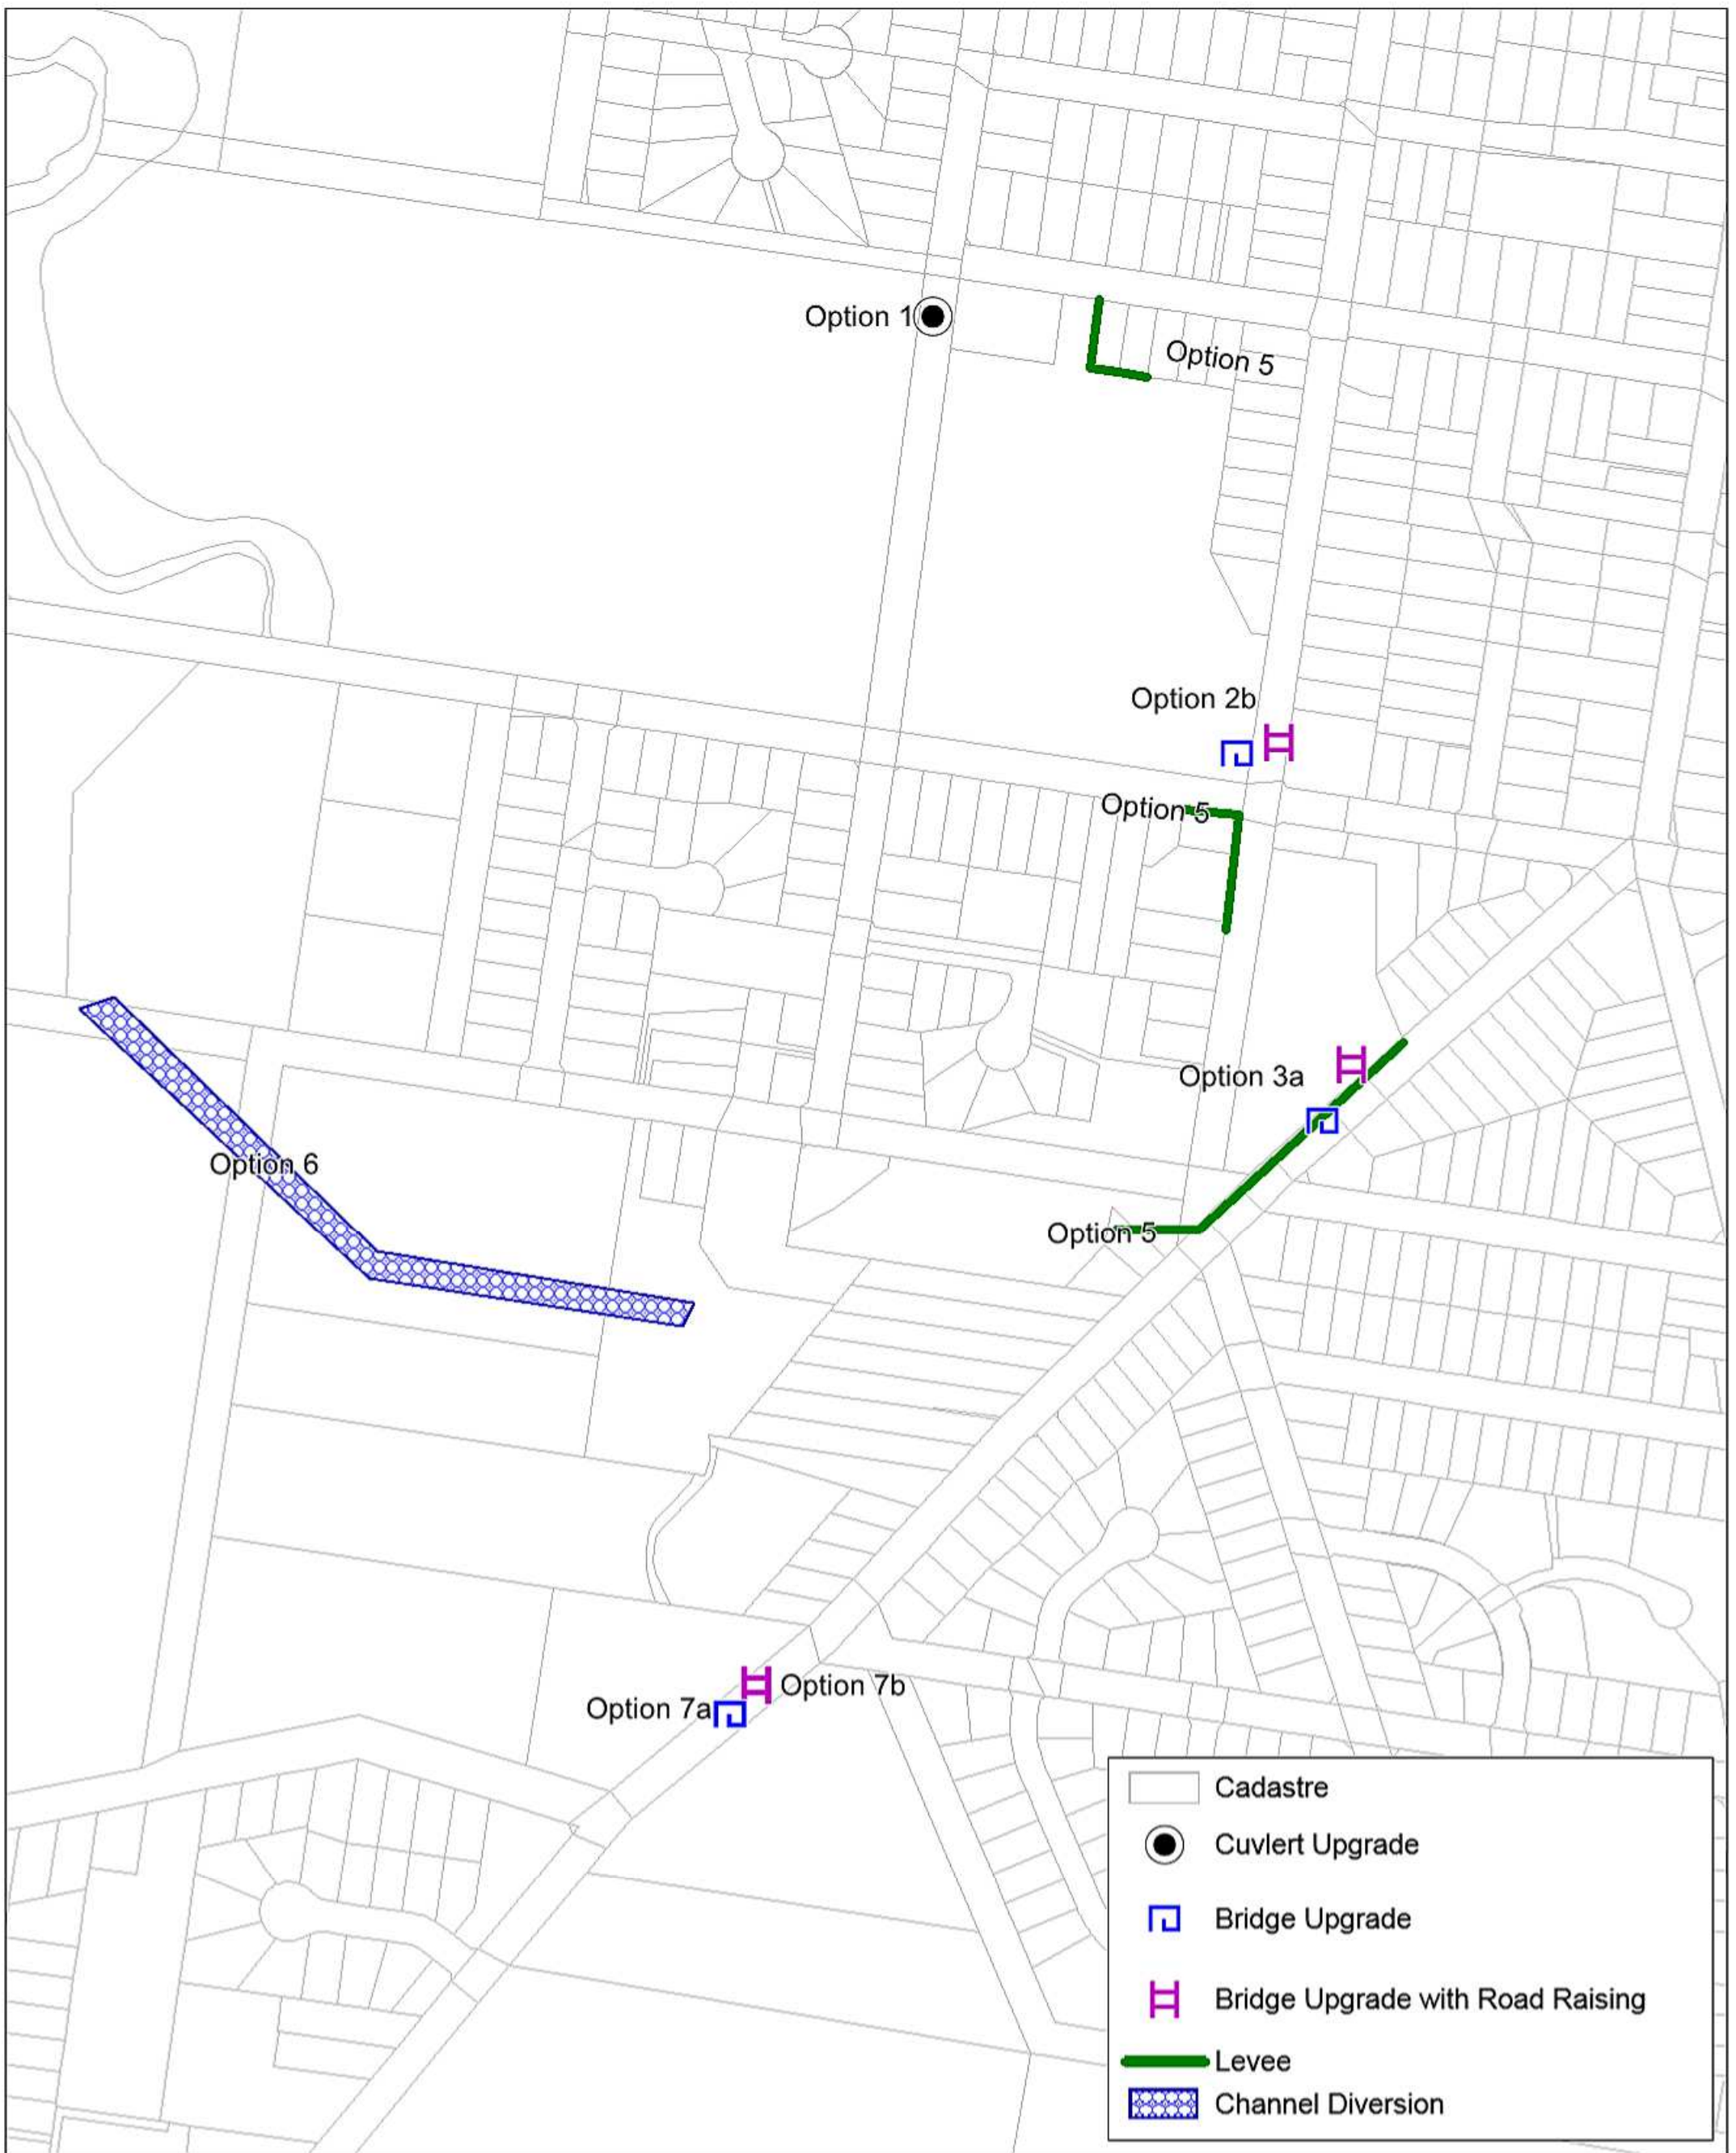 Option 1
Option 5
Option 2b
Option 5
Option 3a
Option 6
Option 5
Option 7b
Option 7a
Cadastre
Cuvlert Upgrade
Bridge Upgrade
Bridge Upgrade with Road Raising
Levee
Channel Diversion